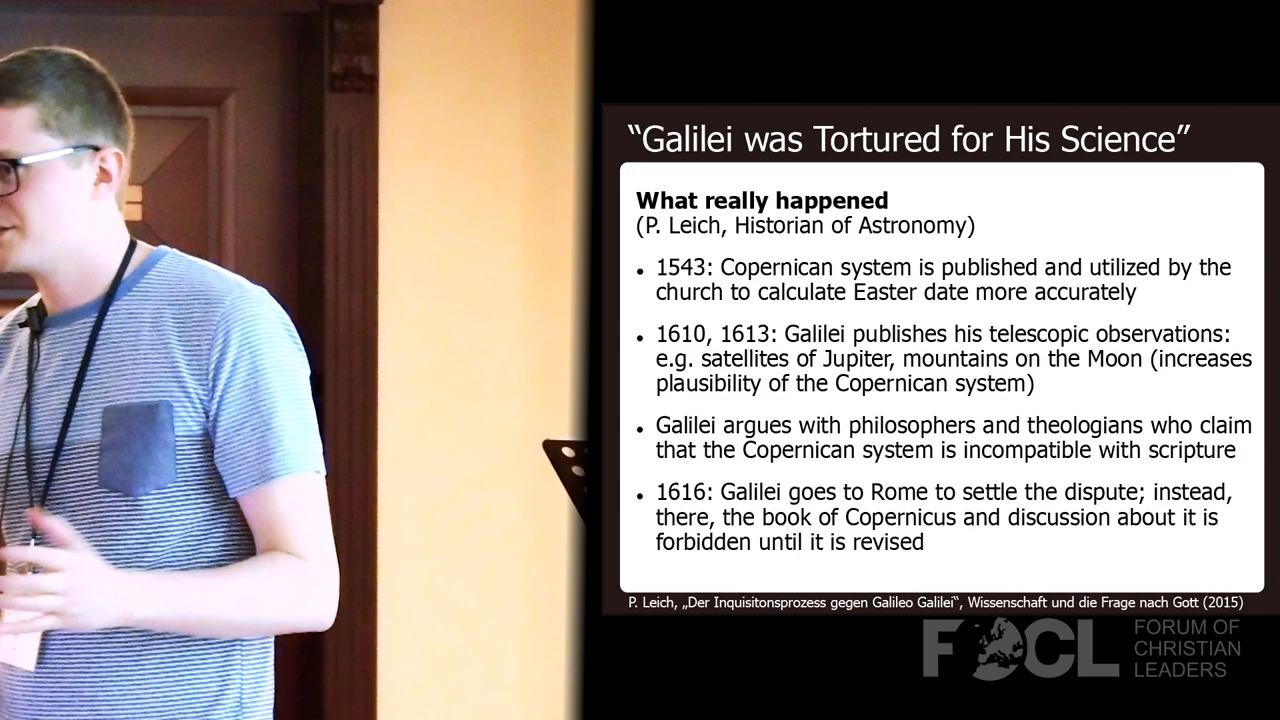 “Galilei was Tortured for His Science”
What really happened
(P. Leich, Historian of Astronomy)
• 1543: Copernican system is published and utilized by the
church to calculate Easter date more accurately
• 1610, 1613: Galilei publishes his telescopic observations:
e.g. satellites of Jupiter, mountains on the Moon (increases
plausibility of the Copernican system)
• Galilei argues with philosophers and theologians who claim
that the Copernican system is incompatible with scripture
• 1616: Galilei goes to Rome to settle the dispute; instead,
there, the book of Copernicus and discussion about it is
forbidden until it is revised
P. Leich, „Der Inquisitonsprozess gegen Galileo Galilei“, Wissenschaft und die Frage nach Gott (2015)
FOCL
FORUM OF
CHRISTIAN
LEADERS